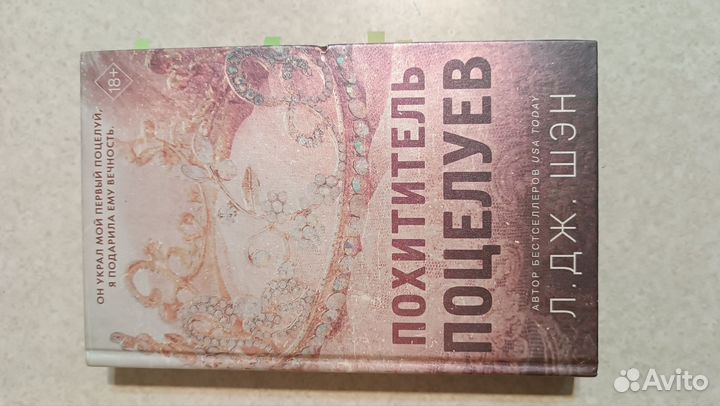 18+
ОН УКРАЛ МОЙ ПЕРВЫЙ ПОЦЕЛУЙ,
Я ПОДАРИЛА ЕМУ ВЕЧНОСТЬ.
ПОХИТИТЕЛЬ
ПОЦЕЛУЕВ
АВТОР БЕСТСЕЛЛЕРОВ USA TODAY
Л. ДЖ. ШЭН
Avito